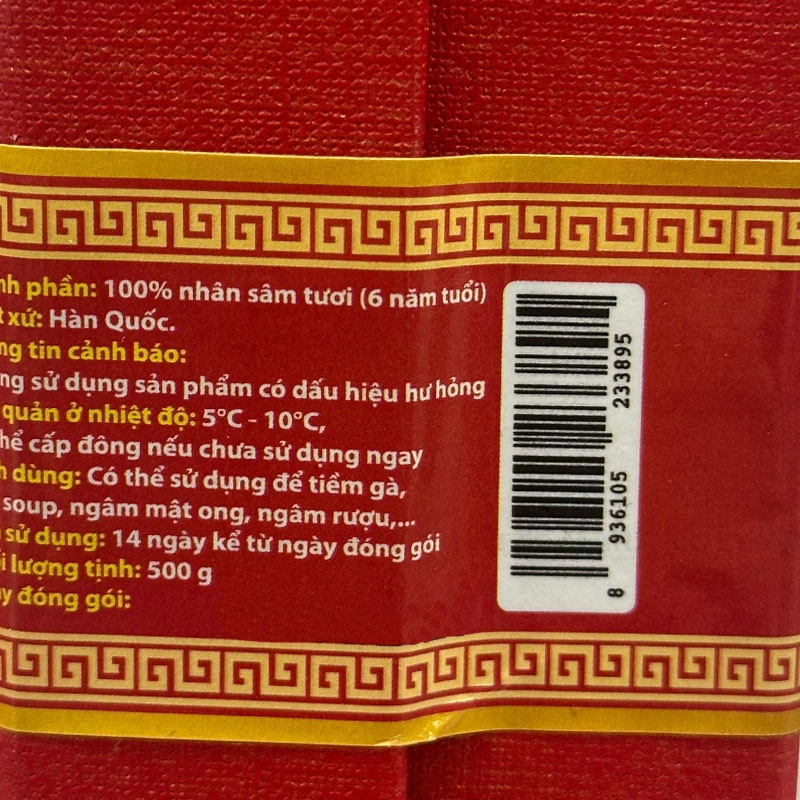 nh phần: 100% nhân sâm tươi (6 năm tuổi)
t xứ: Hàn Quốc.
ng tin cảnh báo:
ng sử dụng sản phẩm có dấu hiệu hư hỏng
quản ở nhiệt độ: 5°C - 10°C,
hể cấp đông nếu chưa sử dụng ngay
h dùng: Có thể sử dụng để tiềm gà,
soup, ngâm mật ong, ngâm rượu,...
sử dụng: 14 ngày kể từ ngày đóng gói
i lượng tịnh: 500 g
y đóng gói:
8 936105 233895